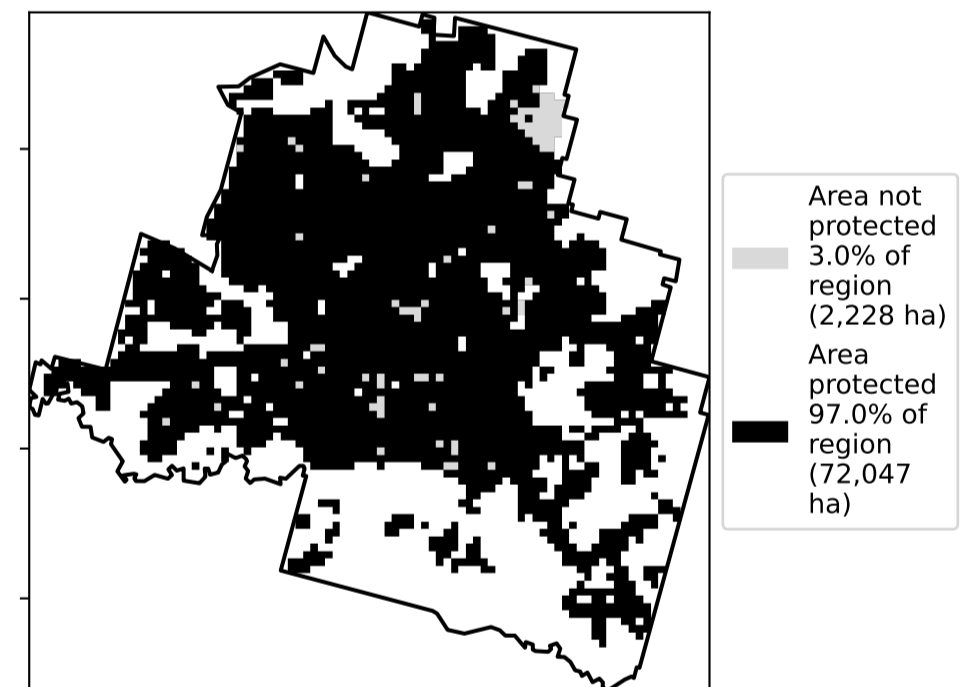 Area not
protected
3.0% of
region
(2,228 ha)
Area
protected
97.0% of
region
(72,047
ha)